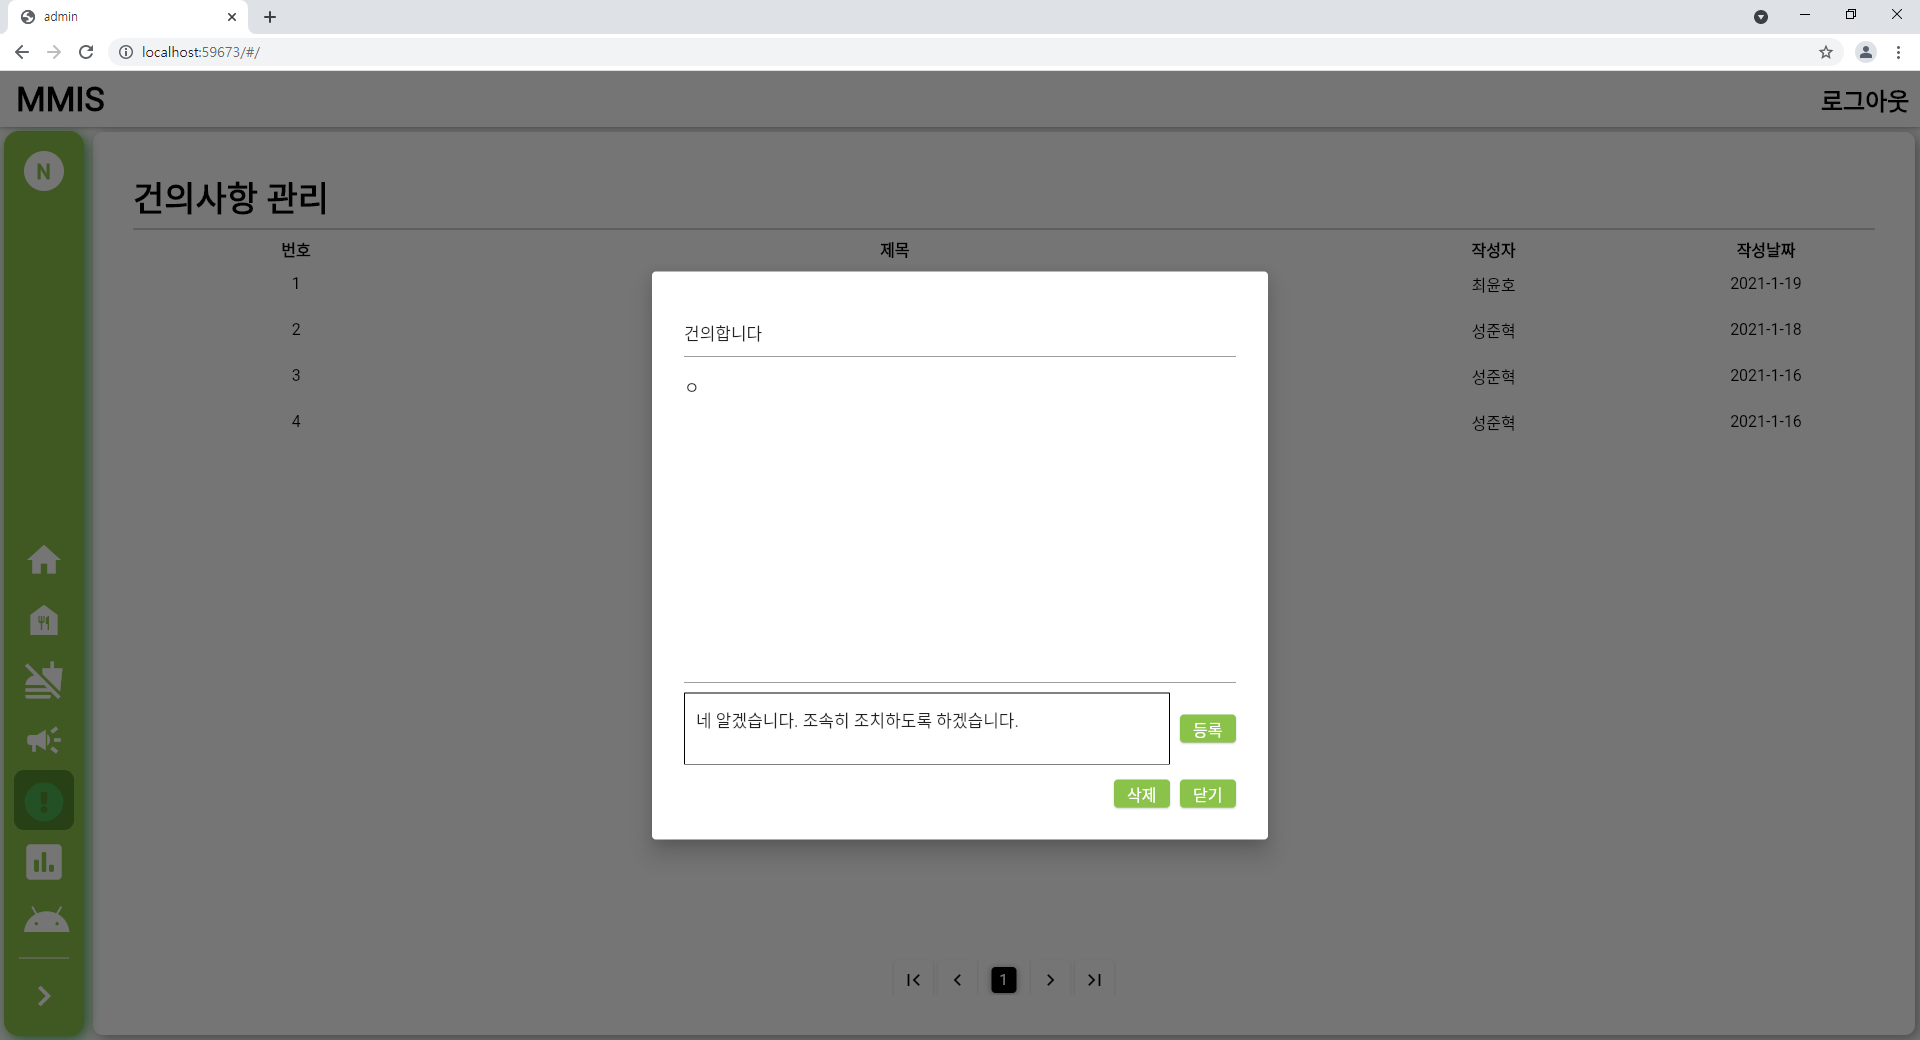 admin
localhost:59673/#/
MMIS
로그아웃
N
건의사항 관리
번호 제목 작성자 작성날짜
1 최윤호 2021-1-19
2 성준혁 2021-1-18
3 성준혁 2021-1-16
4 성준혁 2021-1-16
건의합니다
ㅇ
네 알겠습니다. 조속히 조치하도록 하겠습니다.
등록
삭제 닫기
1